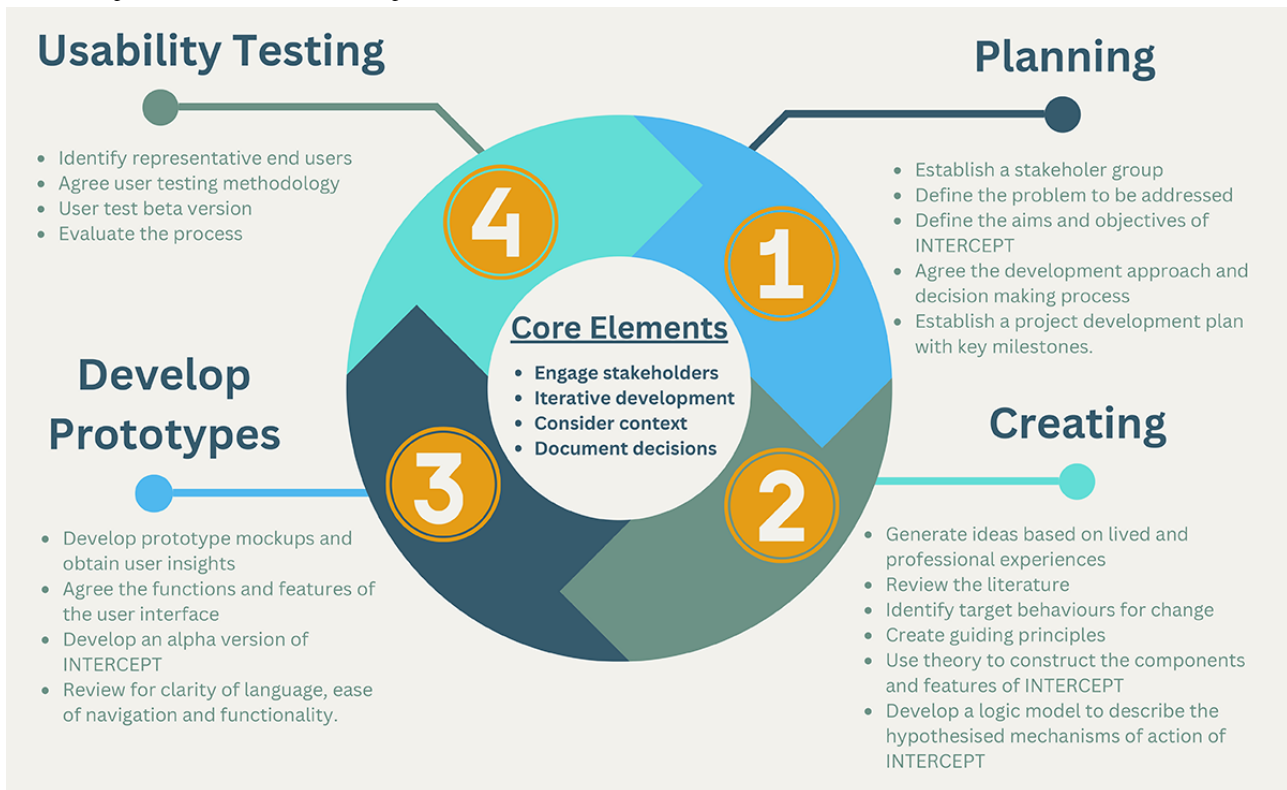 Usability Testing
• Identify representative end users
• Agree user testing methodology
• User test beta version
• Evaluate the process
Planning
• Establish a stakeholer group
• Define the problem to be addressed
• Define the aims and objectives of
INTERCEPT
• Agree the development approach and
decision making process
• Establish a project development plan
with key milestones.
4
1
Core Elements
• Engage stakeholders
• Iterative development
• Consider context
• Document decisions
3
2
Develop
Prototypes
• Develop prototype mockups and
obtain user insights
• Agree the functions and features of
the user interface
• Develop an alpha version of
INTERCEPT
• Review for clarity of language, ease
of navigation and functionality.
Creating
• Generate ideas based on lived and
professional experiences
• Review the literature
• Identify target behaviours for change
• Create guiding principles
• Use theory to construct the components
and features of INTERCEPT
• Develop a logic model to describe the
hypothesised mechanisms of action of
INTERCEPT